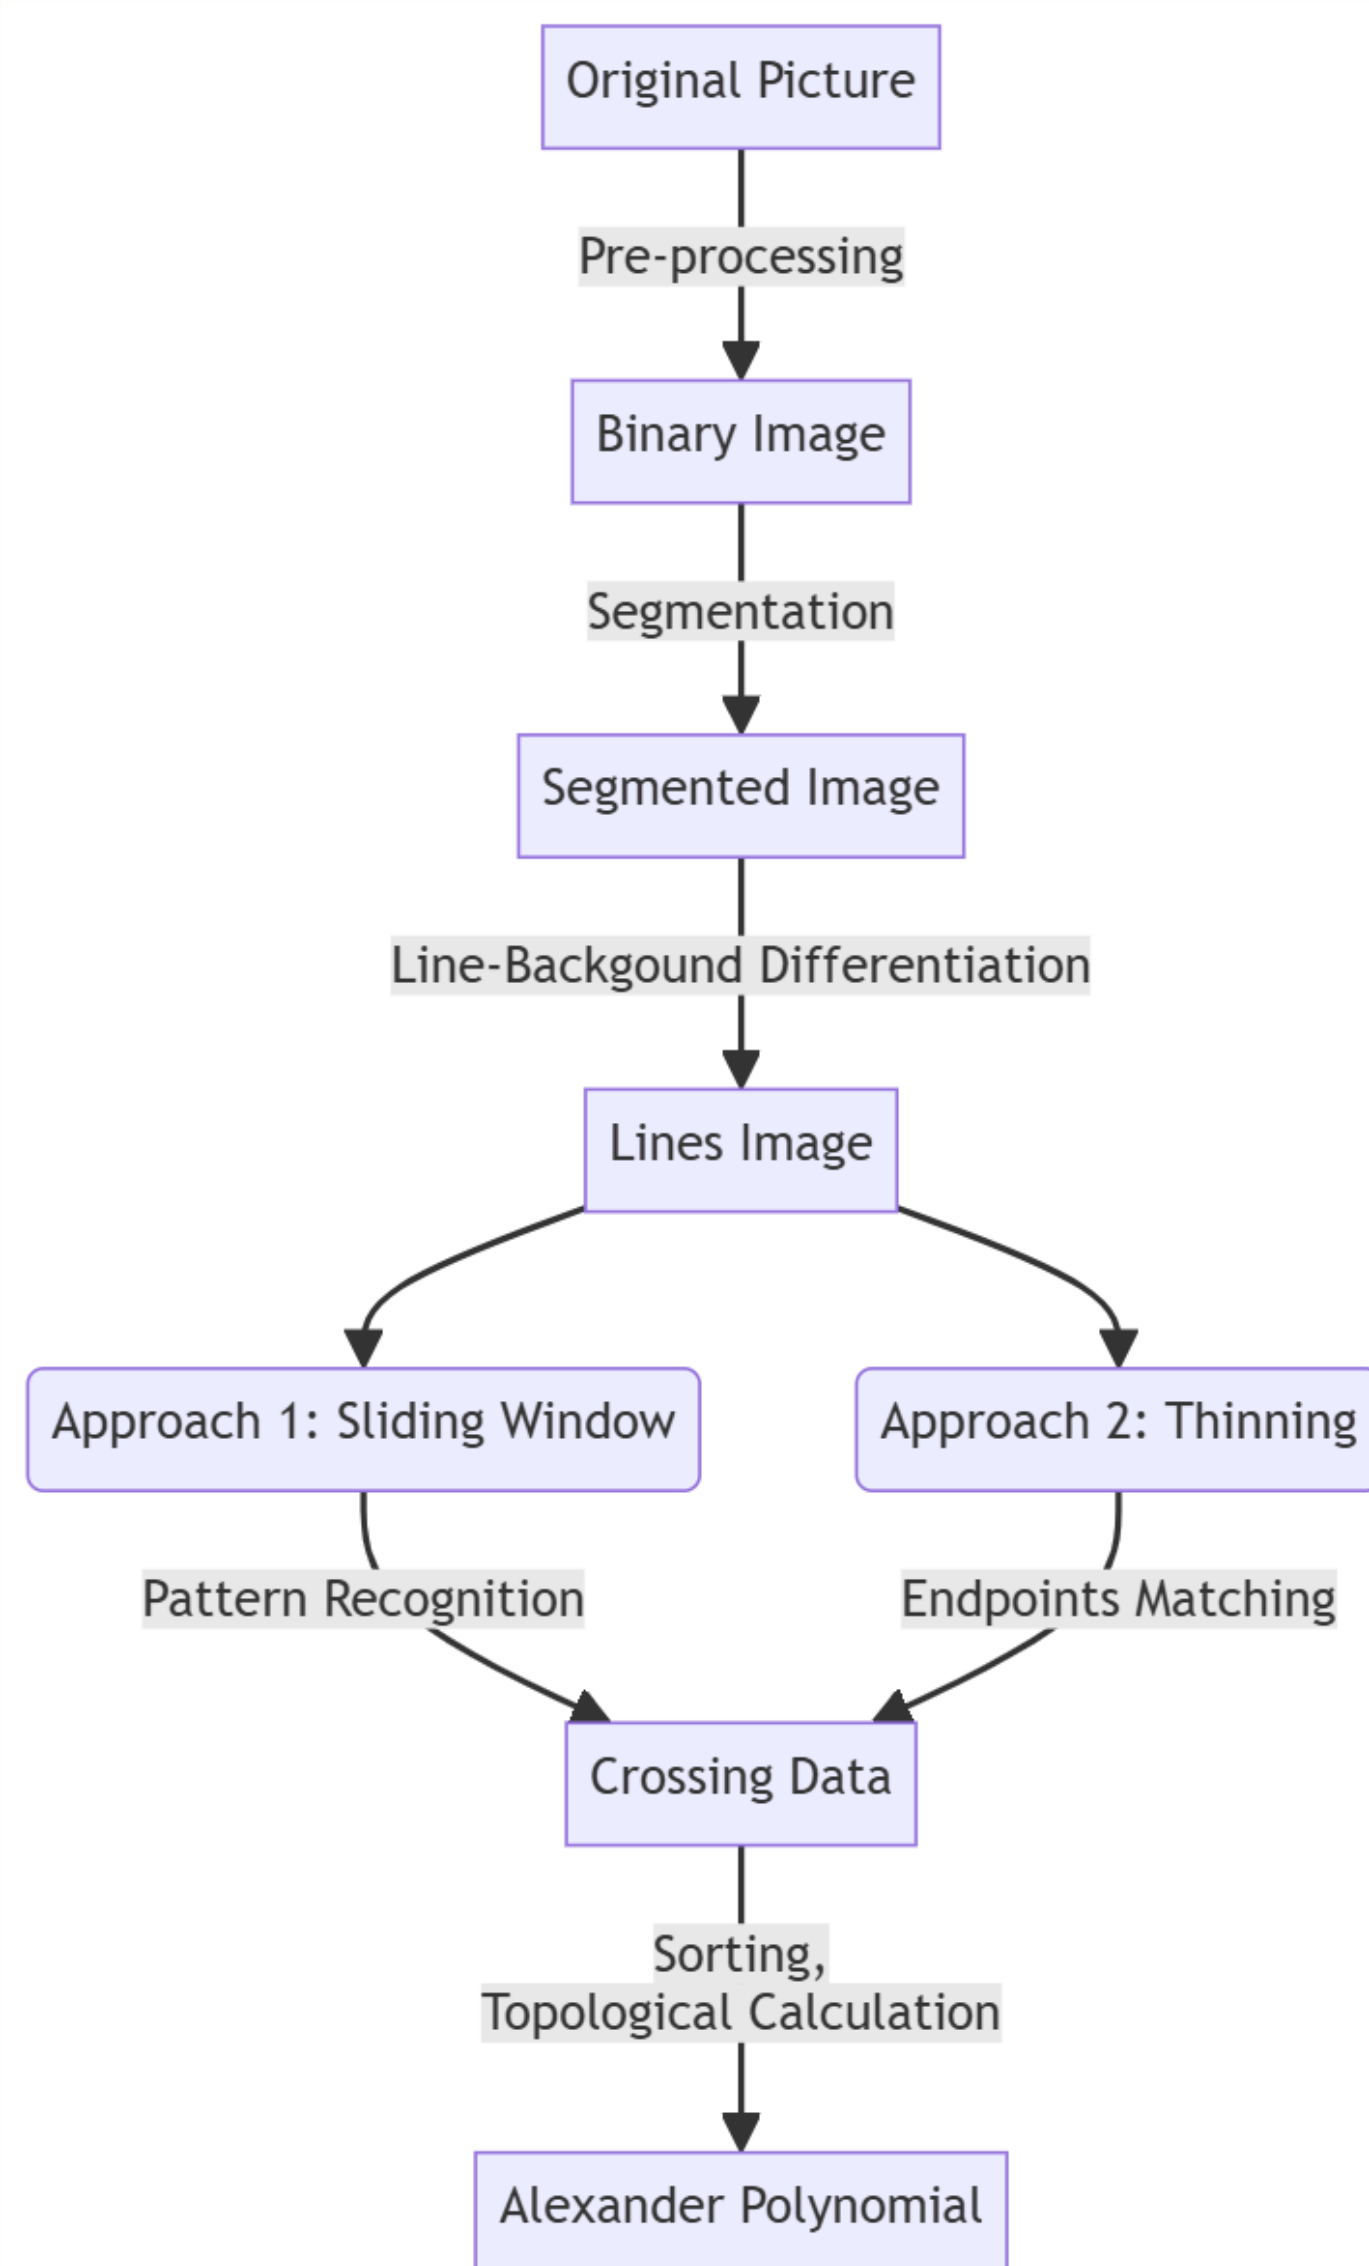 Original Picture
Pre-processing
Binary Image
Segmentation
Segmented Image
Line-Backgound Differentiation
Lines Image
Approach 1: Sliding Window
Approach 2: Thinning
Pattern Recognition
Endpoints Matching
Crossing Data
Sorting,
Topological Calculation
Alexander Polynomial